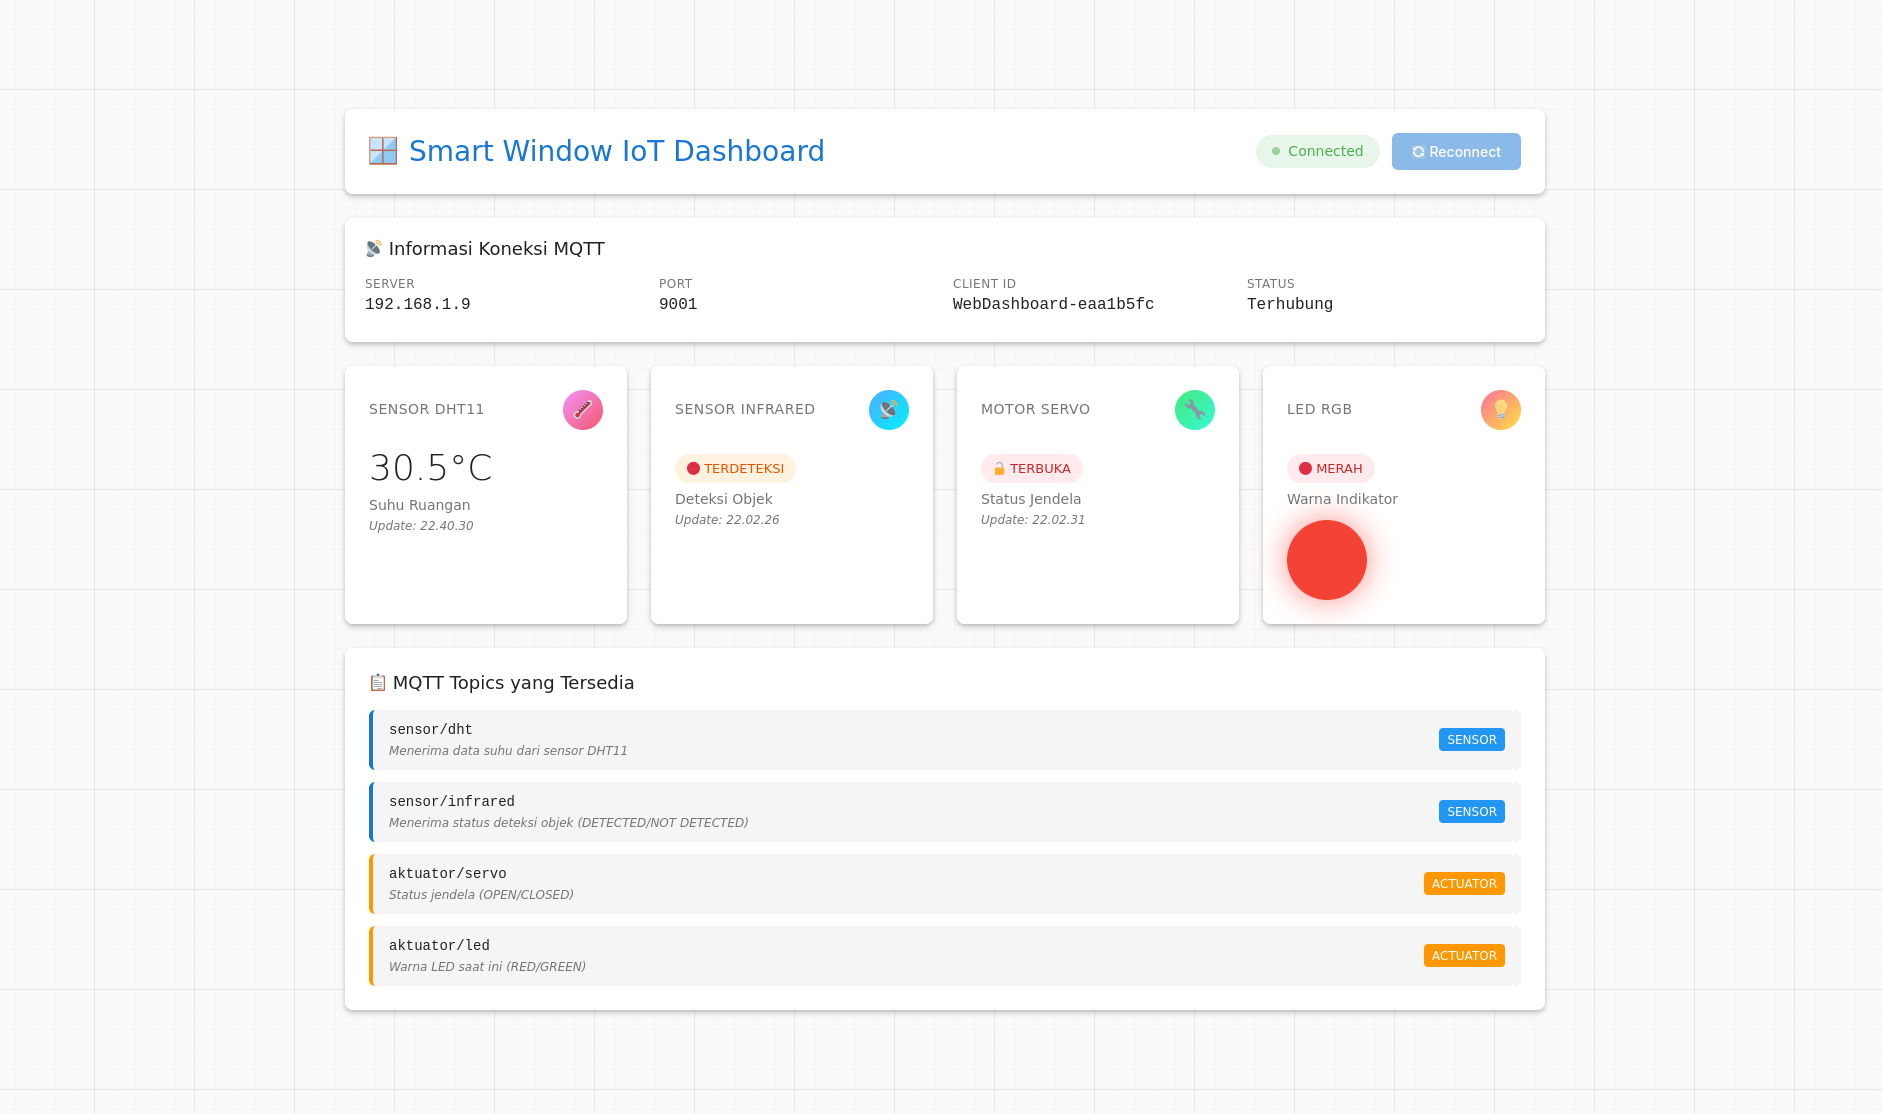 Smart Window IoT Dashboard
Connected
Reconnect
Informasi Koneksi MQTT
SERVER
192.168.1.9
PORT
9001
CLIENT ID
WebDashboard-eaa1b5fc
STATUS
Terhubung
SENSOR DHT11
30.5°C
Suhu Ruangan
Update: 22.40.30
SENSOR INFRARED
TERDETEKSI
Deteksi Objek
Update: 22.02.26
MOTOR SERVO
TERBUKA
Status Jendela
Update: 22.02.31
LED RGB
MERAH
Warna Indikator
MQTT Topics yang Tersedia
sensor/dht
Menerima data suhu dari sensor DHT11
SENSOR
sensor/infrared
Menerima status deteksi objek (DETECTED/NOT DETECTED)
SENSOR
aktuator/servo
Status jendela (OPEN/CLOSED)
ACTUATOR
aktuator/led
Warna LED saat ini (RED/GREEN)
ACTUATOR